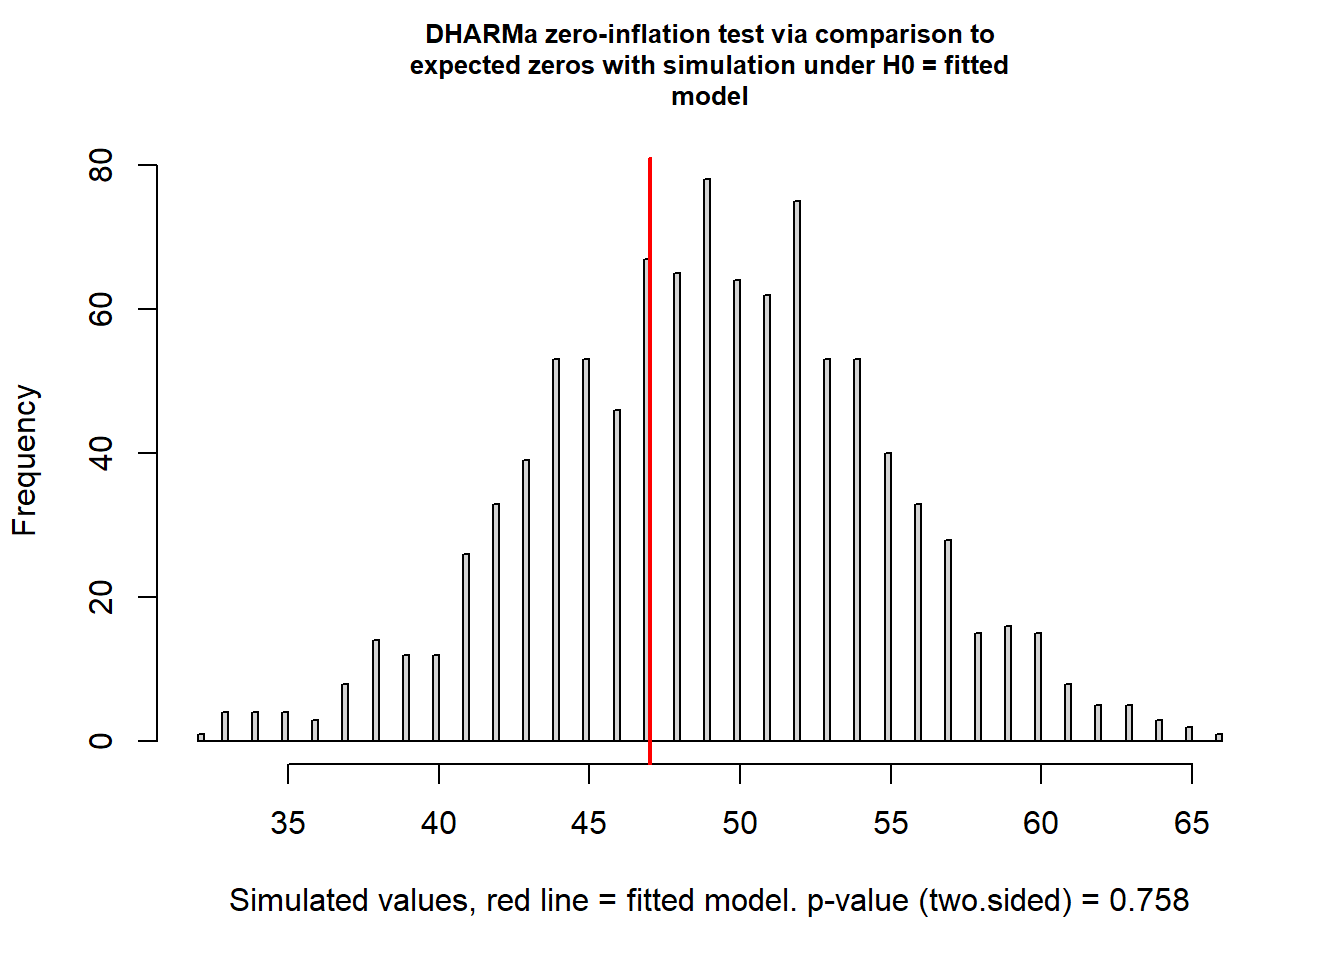 DHARMa zero-inflation test via comparison to
expected zeros with simulation under H0 = fitted
model
80
60
40
20
0
Frequency
35 40 45 50 55 60 65
Simulated values, red line = fitted model. p-value (two.sided) = 0.758